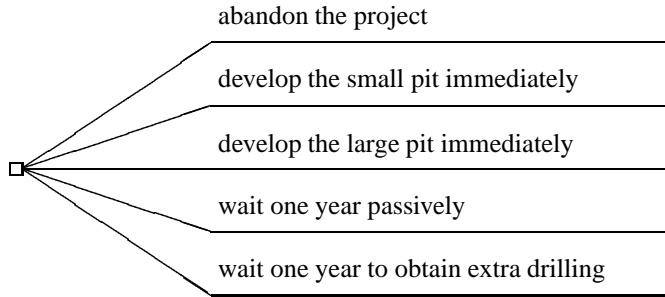 abandon the project
develop the small pit immediately
develop the large pit immediately
wait one year passively
wait one year to obtain extra drilling